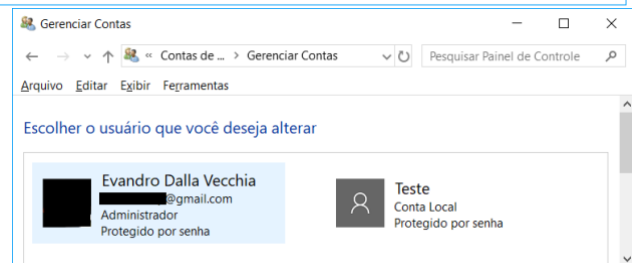 Gerenciar Contas
« Contas de ... > Gerenciar Contas
Pesquisar Painel de Controle
Arquivo Editar Exibir Ferramentas
Escolher o usuário que você deseja alterar
Evandro Dalla Vecchia
@gmail.com
Administrador
Protegido por senha
Teste
Conta Local
Protegido por senha